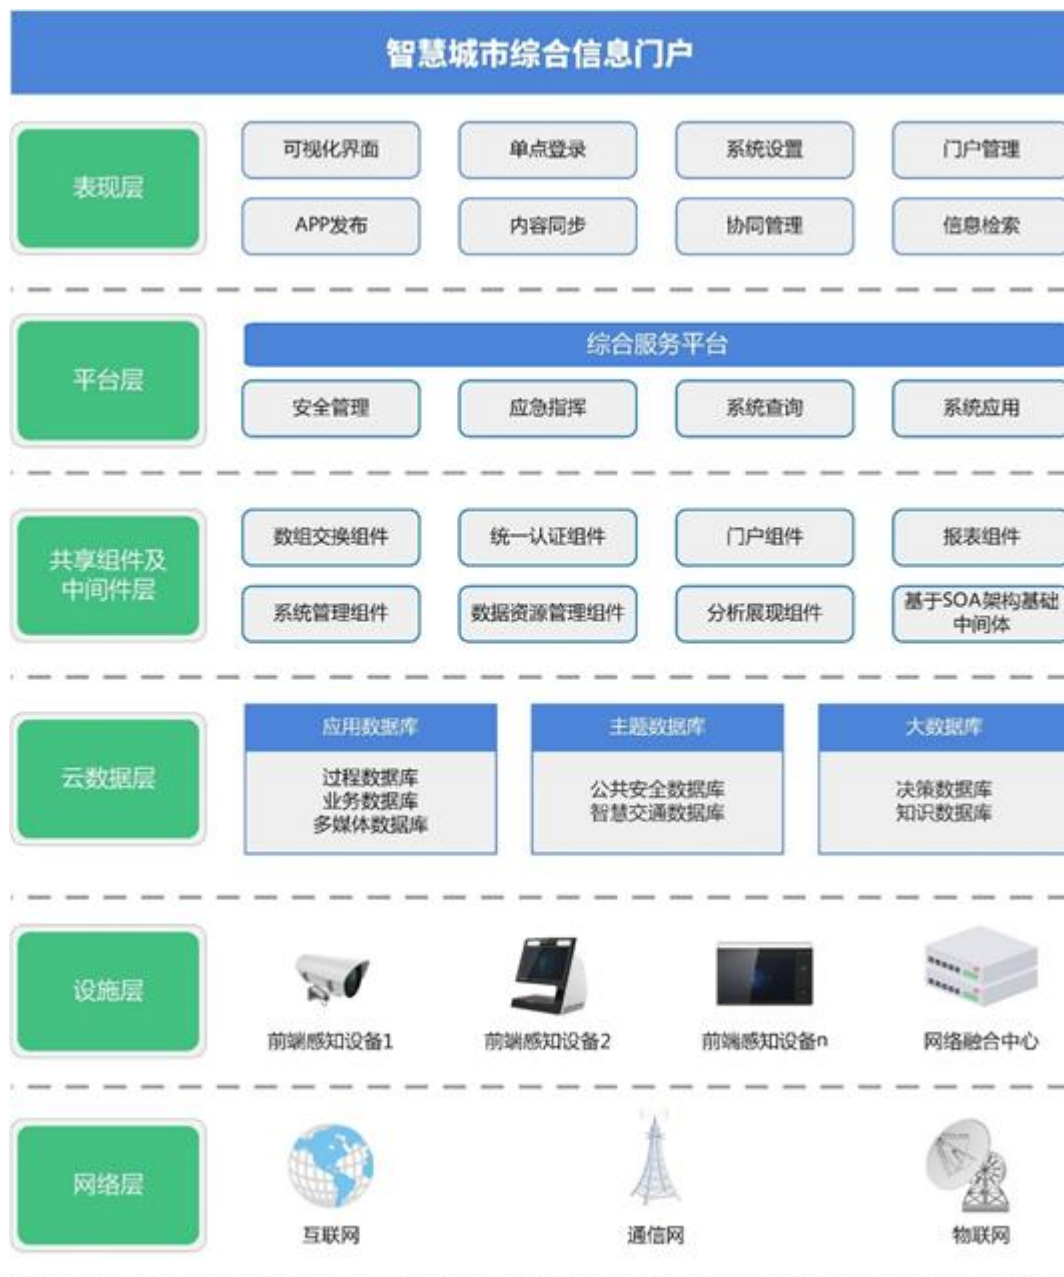 智慧城市综合信息门户
表现层
可视化界面
单点登录
系统设置
门户管理
APP发布
内容同步
协同管理
信息检索
平台层
综合服务平台
安全管理
应急指挥
系统查询
系统应用
共享组件及
中间件层
数组交换组件
统一认证组件
门户组件
报表组件
系统管理组件
数据资源管理组件
分析展现组件
基于SOA架构基础
中间体
云数据层
应用数据库
过程数据库
业务数据库
多媒体数据库
主题数据库
公共安全数据库
智慧交通数据库
大数据库
决策数据库
知识数据库
设施层
前端感知设备1
前端感知设备2
前端感知设备n
网络融合中心
网络层
互联网
通信网
物联网